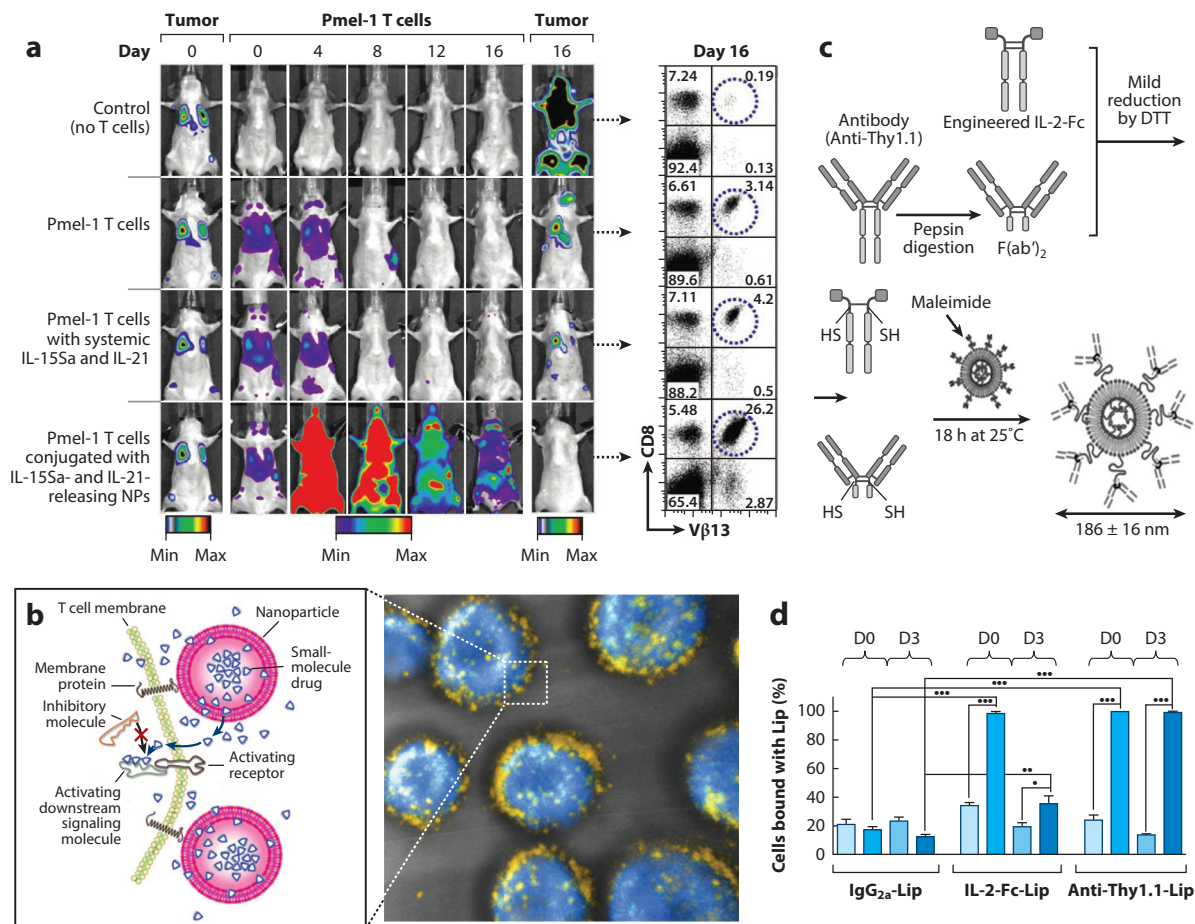 a
Tumor
Pmel-1 T cells
Tumor
Day
0
0
4
8
12
16
16
Day 16
Control
(no T cells)
Pmel-1 T cells
Pmel-1 T cells
with systemic
IL-15Sa and IL-21
Pmel-1 T cells
conjugated with
IL-15Sa- and IL-21-
releasing NPs
Min
Max
Min
Max
Min
Max
7.24
0.19
92.4
0.13
6.61
3.14
89.6
0.61
7.11
4.2
88.2
0.5
5.48
26.2
65.4
2.87
CD8
Vβ13
c
Antibody
(Anti-Thy1.1)
Engineered IL-2-Fc
Mild
reduction
by DTT
Pepsin
digestion
F(ab′)2
HS
SH
Maleimide
18 h at 25˚C
HS
SH
186 ± 16 nm
b
T cell membrane
Nanoparticle
Small-
molecule
drug
Membrane
protein
Inhibitory
molecule
Activating
receptor
Activating
downstream
signaling
molecule
d
D0
D3
D0
D3
D0
D3
Cells bound with Lip (%)
100
80
60
40
20
0
IgG2a-Lip
IL-2-Fc-Lip
Anti-Thy1.1-Lip